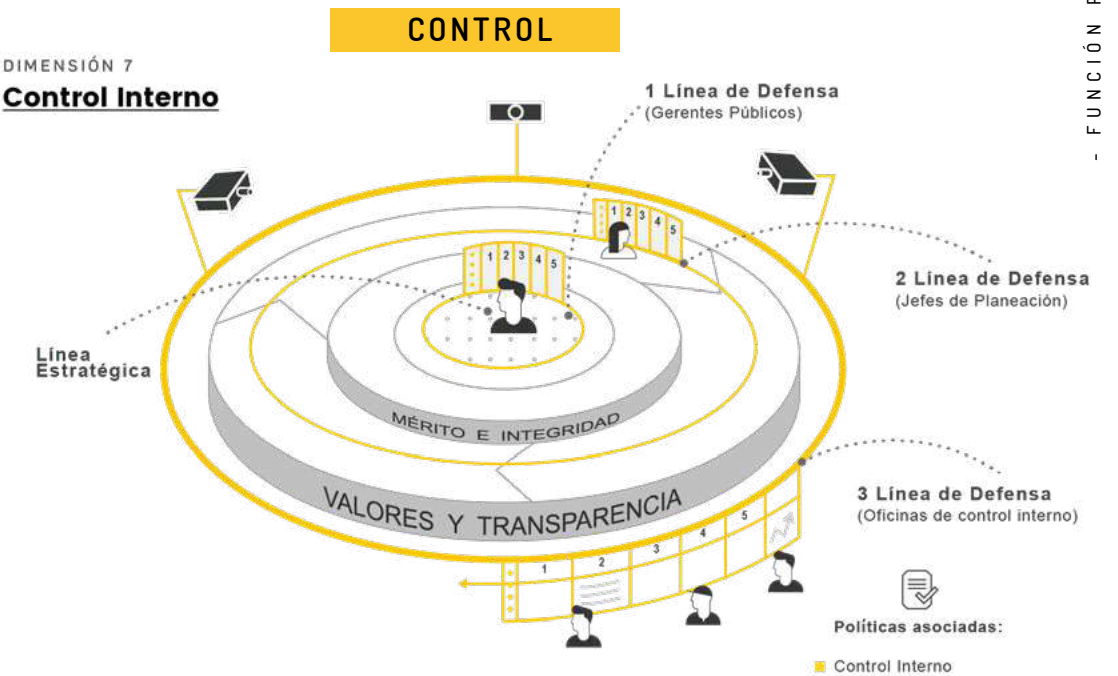 CONTROL
- FUNCIÓN
DIMENSIÓN 7
Control Interno
1 Línea de Defensa
(Gerentes Públicos)
1 2 3 4 5
1 2 3 4 5
2 Línea de Defensa
(Jefes de Planeación)
Línea
Estratégica
MÉRITO E INTEGRIDAD
VALORES Y TRANSPARENCIA
3 Línea de Defensa
(Oficinas de control interno)
1 2 3 4 5
Políticas asociadas:
Control Interno